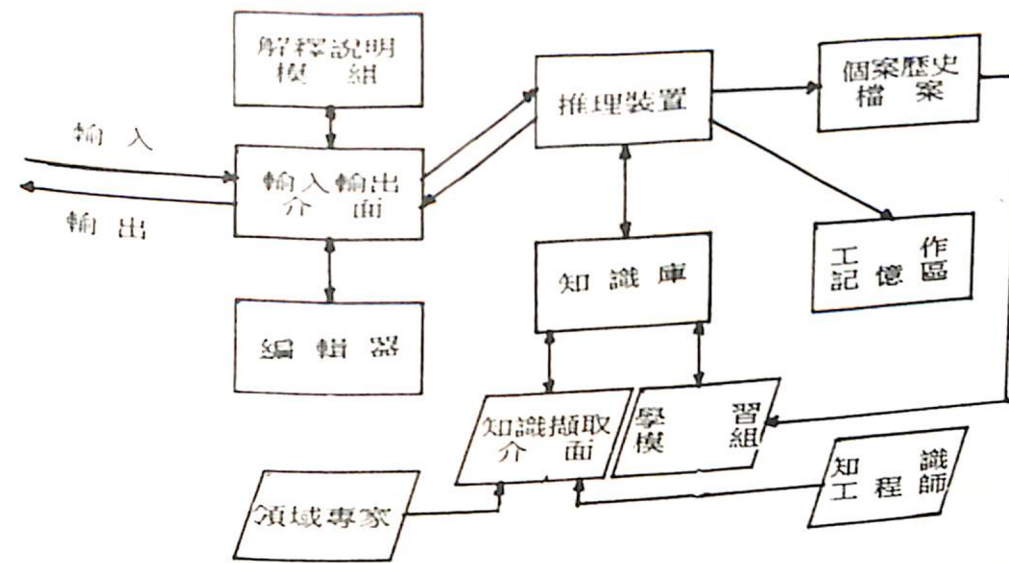 解釋說明
模組
推理裝置
個案歷史
檔案
輸入
輸入輸出
介面
輸出
知識庫
工作
記憶區
編輯器
知識擷取
介面
學習
模組
知識
工程師
領域專家